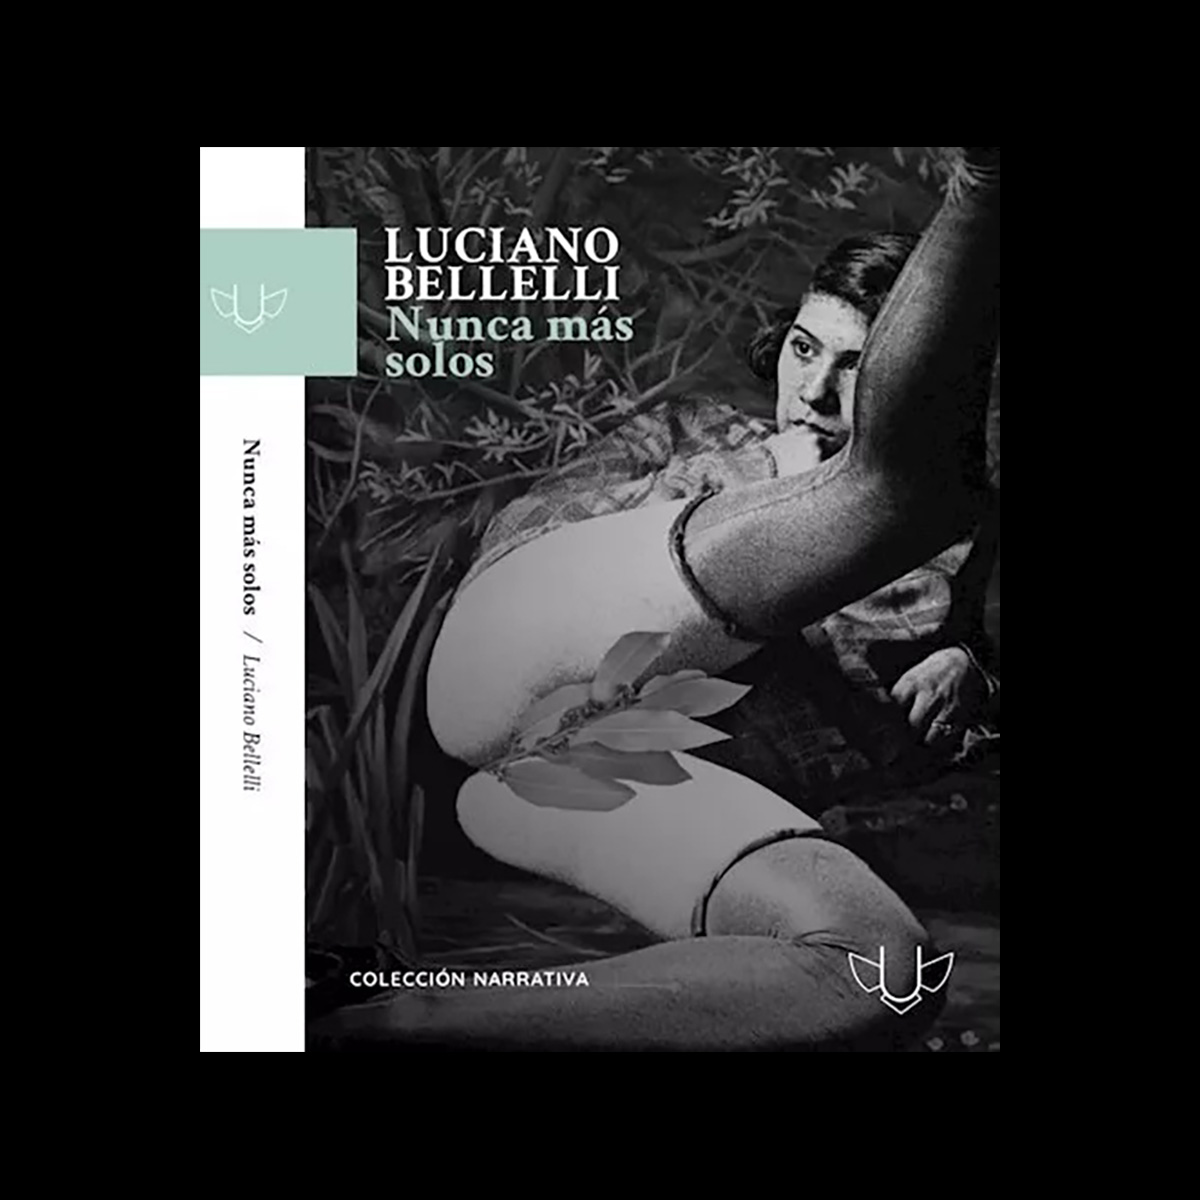 LUCIANO
BELLELLI
Nunca más
solos
Nunca más solos / Luciano Bellelli
COLECCIÓN NARRATIVA